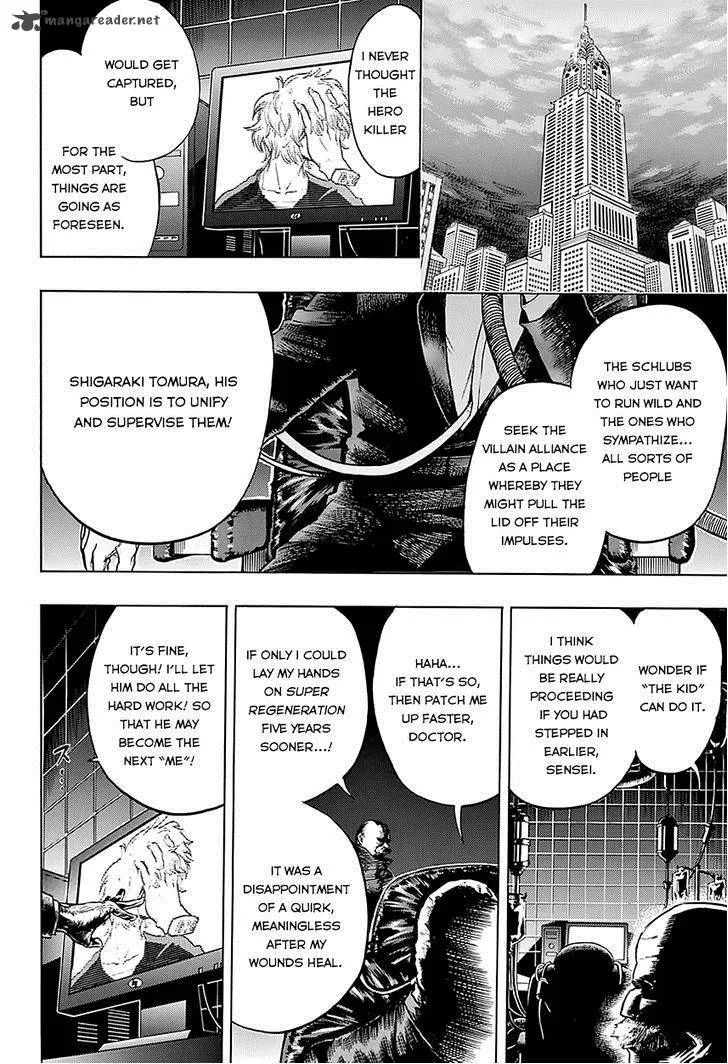 mangareader.net
I NEVER
THOUGHT
THE
HERO
KILLER
WOULD GET
CAPTURED,
BUT
FOR THE
MOST PART,
THINGS ARE
GOING AS
FORESEEN.
THE SCHLUBS
WHO JUST WANT
TO RUN WILD AND
THE ONES WHO
SYMPATHIZE...
ALL SORTS OF
PEOPLE
SEEK THE
VILLAIN ALLIANCE
AS A PLACE
WHEREBY THEY
MIGHT PULL THE
LID OFF THEIR
IMPULSES.
SHIGARAKI TOMURA, HIS
POSITION IS TO UNIFY
AND SUPERVISE THEM!
WONDER IF
"THE KID"
CAN DO IT.
I THINK
THINGS WOULD
BE REALLY
PROCEEDING
IF YOU HAD
STEPPED IN
EARLIER,
SENSEI.
HAHA...
IF THAT'S SO,
THEN PATCH ME
UP FASTER,
DOCTOR.
IF ONLY I COULD
LAY MY HANDS
ON SUPER
REGENERATION
FIVE YEARS
SOONER...!
IT WAS A
DISAPPOINTMENT
OF A QUIRK,
MEANINGLESS
AFTER MY
WOUNDS HEAL.
IT'S FINE,
THOUGH! I'LL LET
HIM DO ALL THE
HARD WORK! SO
THAT HE MAY
BECOME THE
NEXT "ME"!